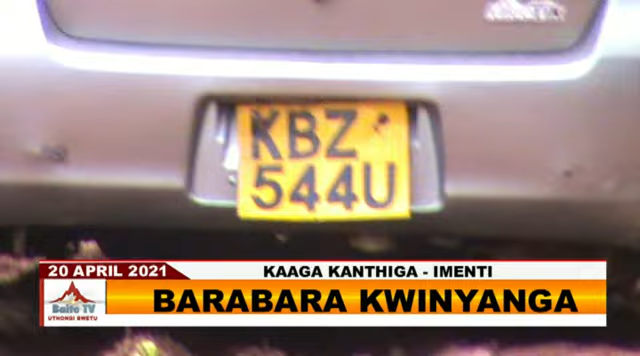 KBZ
544U
20 APRIL 2021
KAAGA KANTHIGA - IMENTI
Baite TV
UTHONGI BWETU
BARABARA KWINYANGA